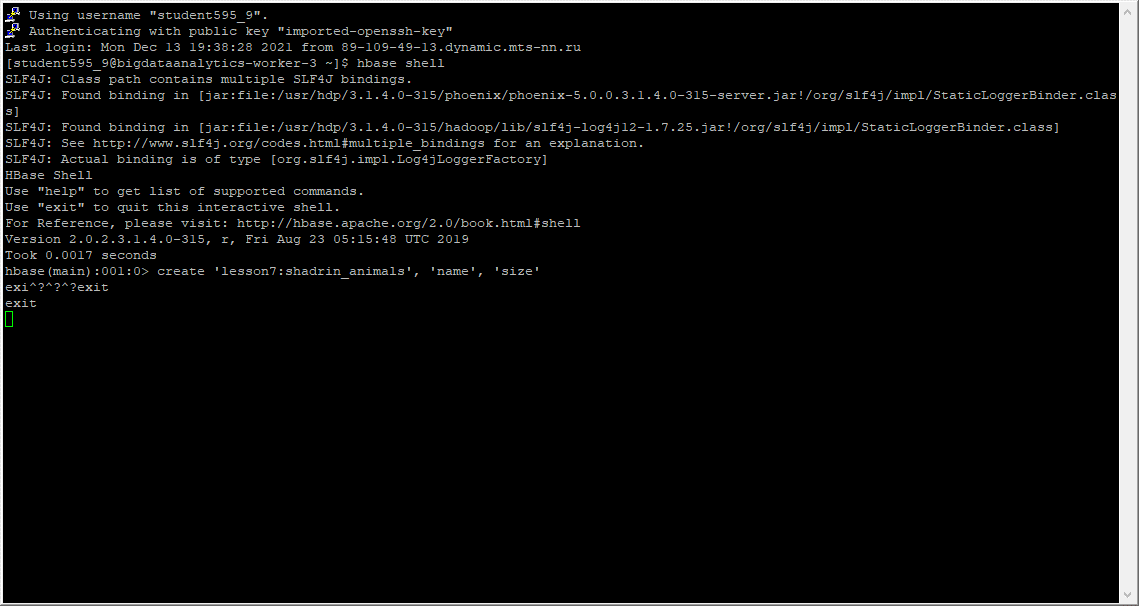 Using username "student595_9".
Authenticating with public key "imported-openssh-key"
Last login: Mon Dec 13 19:38:28 2021 from 89-109-49-13.dynamic.mts-nn.ru
[student595_9@bigdataanalytics-worker-3 ~]$ hbase shell
SLF4J: Class path contains multiple SLF4J bindings.
SLF4J: Found binding in [jar:file:/usr/hdp/3.1.4.0-315/phoenix/phoenix-5.0.0.3.1.4.0-315-server.jar!/org/slf4j/impl/StaticLoggerBinder.clas
s]
SLF4J: Found binding in [jar:file:/usr/hdp/3.1.4.0-315/hadoop/lib/slf4j-log4j12-1.7.25.jar!/org/slf4j/impl/StaticLoggerBinder.class]
SLF4J: See http://www.slf4j.org/codes.html#multiple_bindings for an explanation.
SLF4J: Actual binding is of type [org.slf4j.impl.Log4jLoggerFactory]
HBase Shell
Use "help" to get list of supported commands.
Use "exit" to quit this interactive shell.
For Reference, please visit: http://hbase.apache.org/2.0/book.html#shell
Version 2.0.2.3.1.4.0-315, r, Fri Aug 23 05:15:48 UTC 2019
Took 0.0017 seconds
hbase(main):001:0> create 'lesson7:shadrin_animals', 'name', 'size'
exi^?^?^?exit
exit